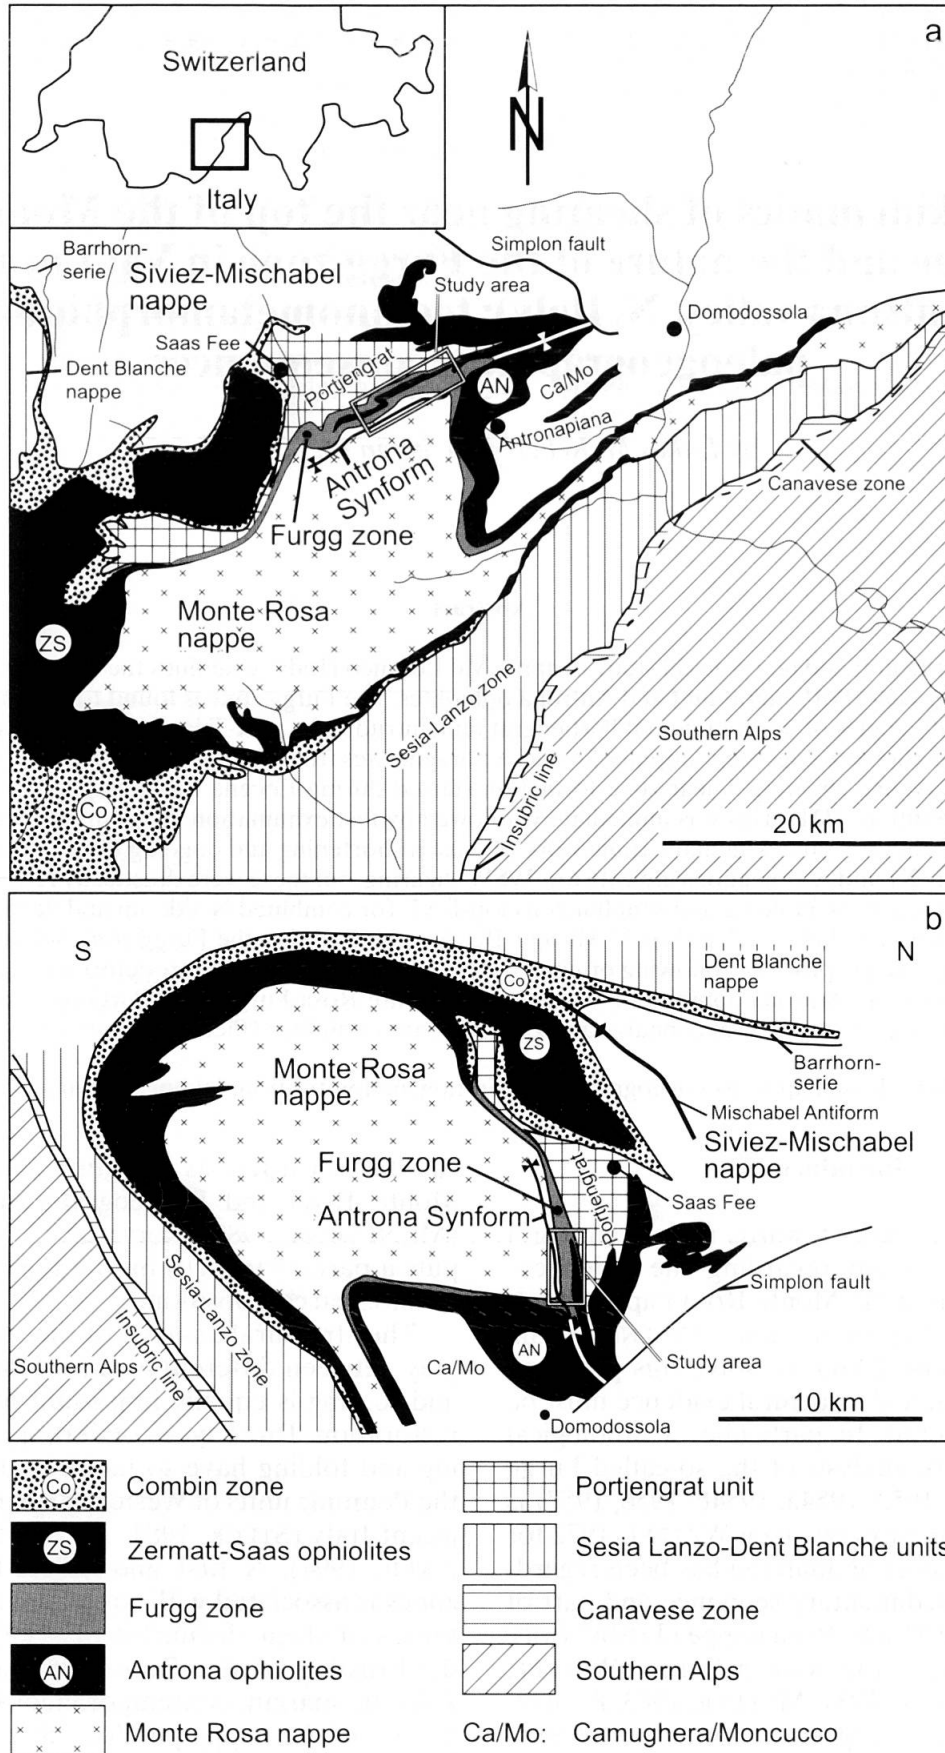 a
Switzerland
Italy
N
Simplon fault
Barrhorn-
serie
Siviez-Mischabel
nappe
Study area
Domodossola
Saas Fee
Dent Blanche
nappe
Portjengrat
AN
Ca/Mo
Antronapiana
Antrona
Synform
Canavese zone
Furgg zone
Monte Rosa
nappe
ZS
Sesia-Lanzo zone
Southern Alps
Insubric line
Co
20 km
b
S
N
Dent Blanche
nappe
Co
ZS
Barrhorn-
serie
Monte Rosa
nappe
Mischabel Antiform
Siviez-Mischabel
nappe
Furgg zone
Portjengrat
Saas Fee
Antrona Synform
Sesia-Lanzo zone
Simplon fault
Insubric line
Southern Alps
Ca/Mo
AN
Study area
10 km
Domodossola
Co Combin zone
Portjengrat unit
ZS Zermatt-Saas ophiolites
Sesia Lanzo-Dent Blanche units
Furgg zone
Canavese zone
AN Antrona ophiolites
Southern Alps
Monte Rosa nappe
Ca/Mo: Camughera/Moncucco